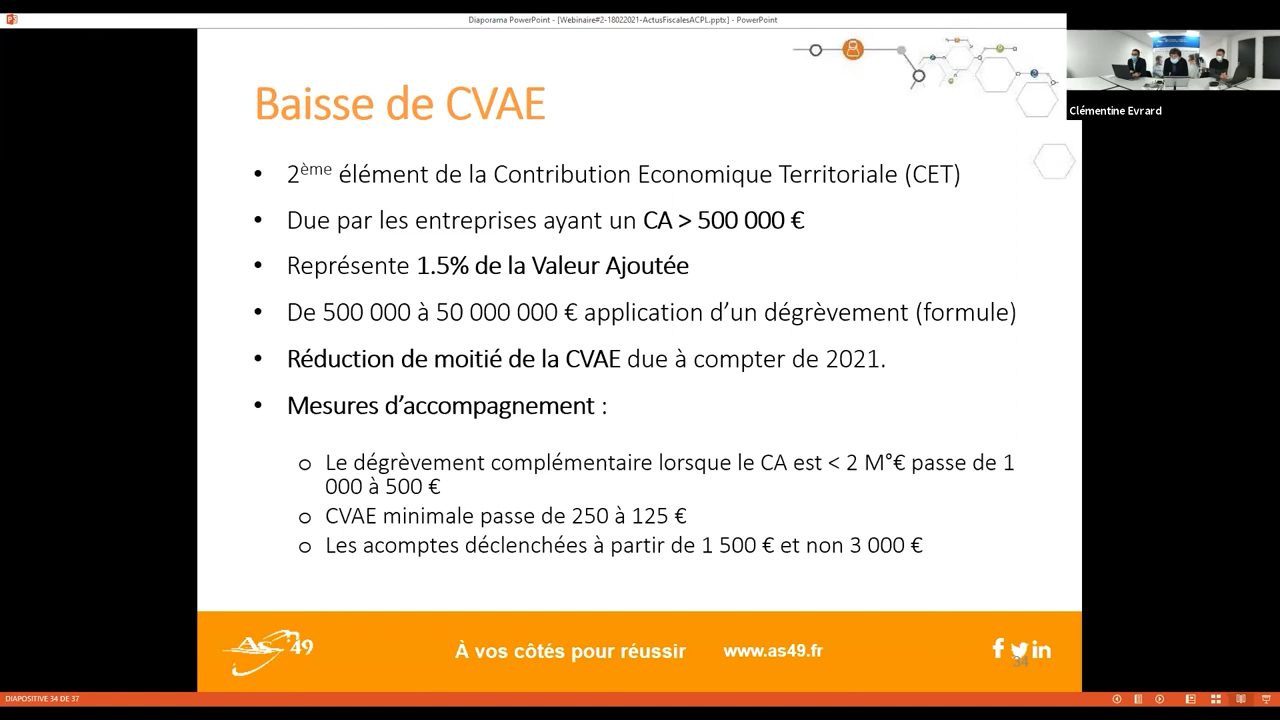 Diaporama PowerPoint - [Webinaire#2-18022021-ActusFiscalesACPL.pptx] - PowerPoint
Clémentine Evrard
Baisse de CVAE
• 2ème élément de la Contribution Economique Territoriale (CET)
• Due par les entreprises ayant un CA > 500 000 €
• Représente 1.5% de la Valeur Ajoutée
• De 500 000 à 50 000 000 € application d’un dégrèvement (formule)
• Réduction de moitié de la CVAE due à compter de 2021.
• Mesures d’accompagnement :
o Le dégrèvement complémentaire lorsque le CA est < 2 M°€ passe de 1
000 à 500 €
o CVAE minimale passe de 250 à 125 €
o Les acomptes déclenchées à partir de 1 500 € et non 3 000 €
As 49
À vos côtés pour réussir
www.as49.fr
34
DIAPOSITIVE 34 DE 37